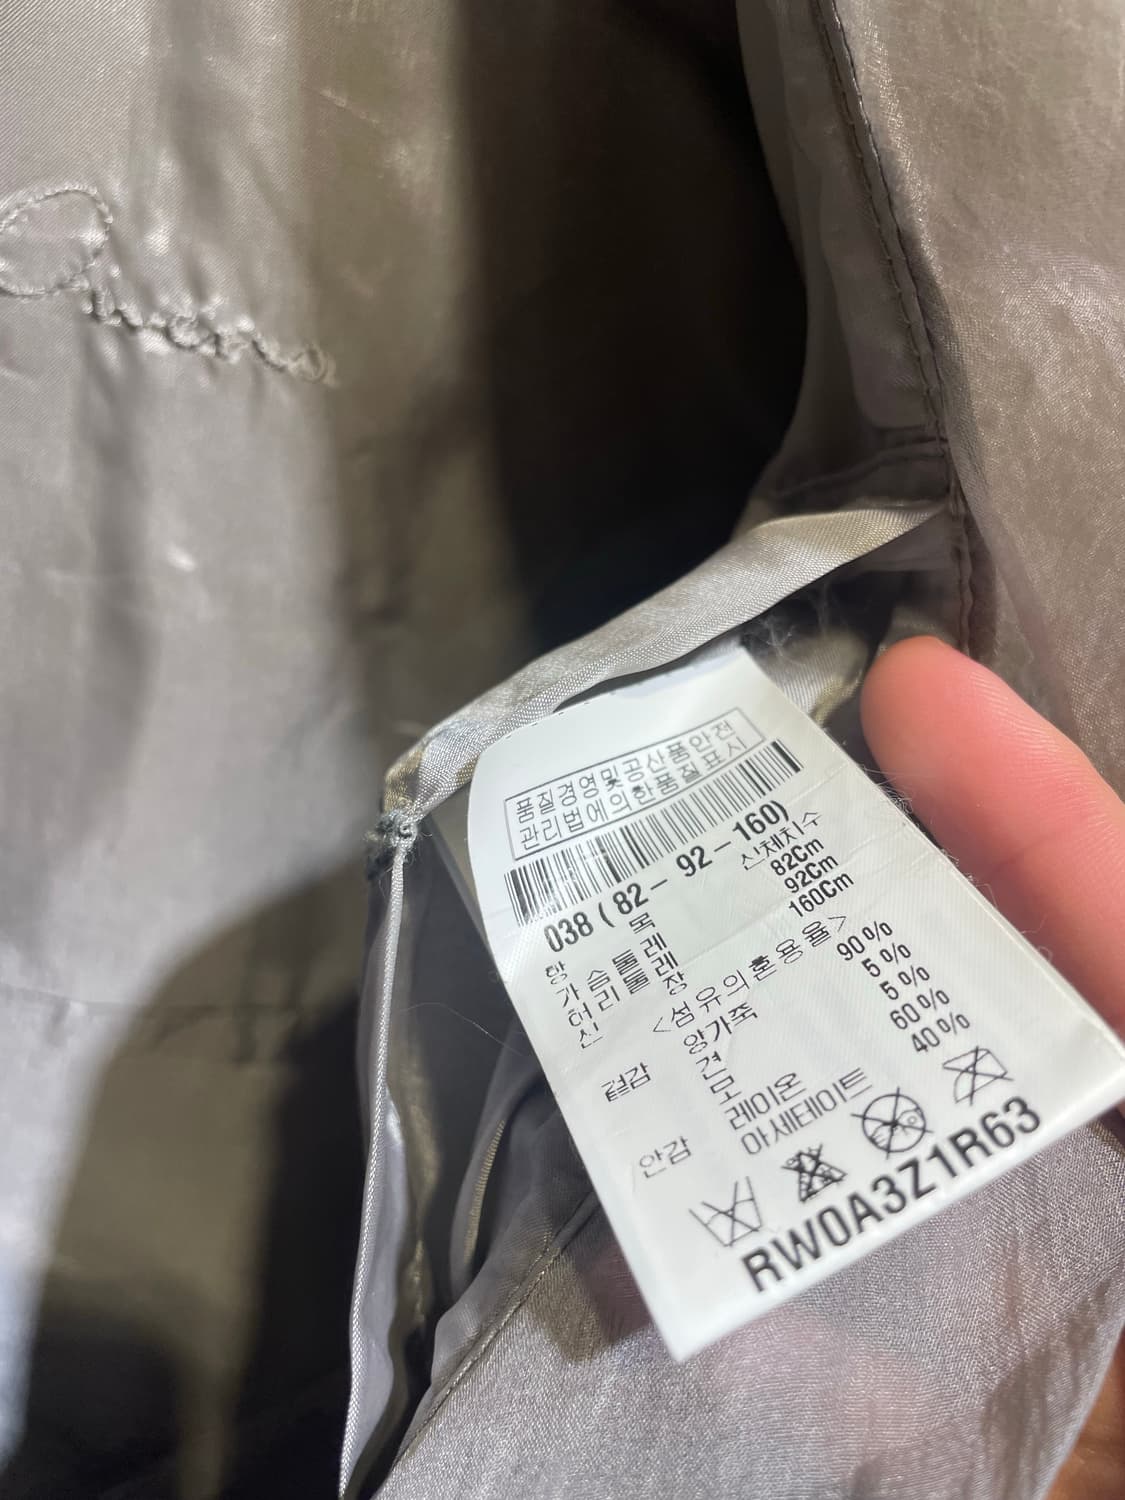 품질경영및공산품안전
관리법에의한품질표시
038 ( 82 - 92 - 160)
항목 신체치수
가슴둘레 82Cm
허리둘레 92Cm
신장 160Cm
<섬유의혼용율>
겉감 양가죽 90%
견 5%
모 5%
안감 레이온 60%
아세테이트 40%
RW0A3Z1R63